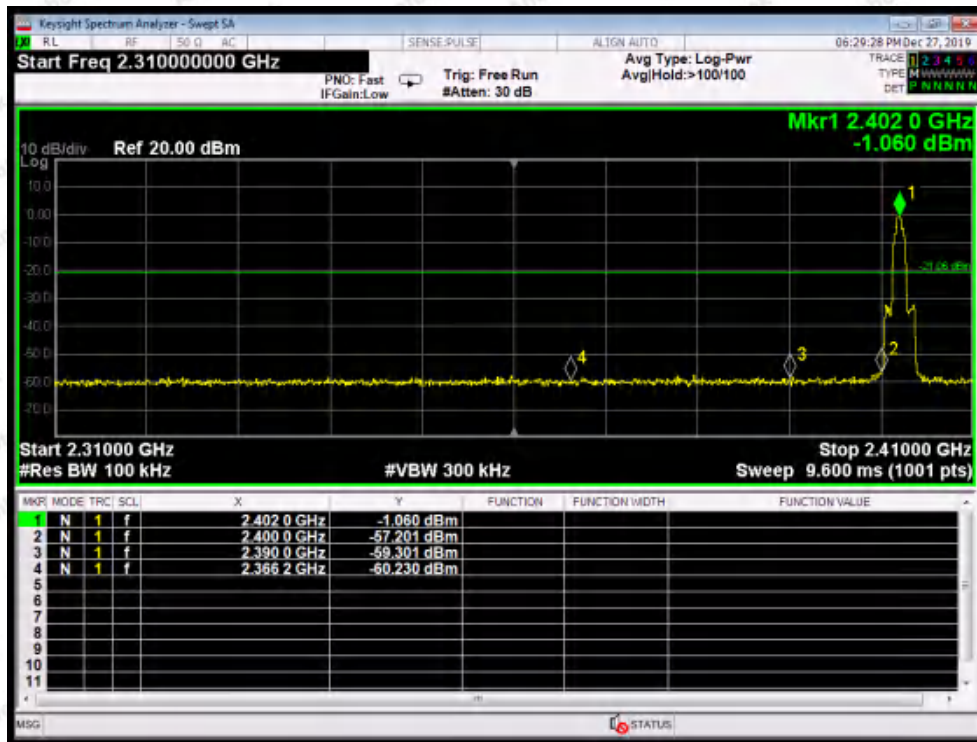 Keysight Spectrum Analyzer - Swept SA
RL RF 50 Ω AC SENSE:PULSE ALIGN AUTO 06:29:28 PM Dec 27, 2019
Start Freq 2.310000000 GHz
PNO: Fast
IFGain:Low
Trig: Free Run
#Atten: 30 dB
Avg Type: Log-Pwr
Avg|Hold:>100/100
TRACE 1 2 3 4 5 6
TYPE M W W W W W
DET P N N N N N
Mkr1 2.402 0 GHz
-1.060 dBm
10 dB/div Ref 20.00 dBm
Log
10.0
0.00
-10.0
-20.0
-21.06 dBm
-30.0
-40.0
-50.0
-60.0
-70.0
1
2
3
4
Start 2.31000 GHz Stop 2.41000 GHz
#Res BW 100 kHz #VBW 300 kHz Sweep 9.600 ms (1001 pts)
MKR MODE TRC SCL X Y FUNCTION FUNCTION WIDTH FUNCTION VALUE
1 N 1 f 2.402 0 GHz -1.060 dBm
2 N 1 f 2.400 0 GHz -57.201 dBm
3 N 1 f 2.390 0 GHz -59.301 dBm
4 N 1 f 2.366 2 GHz -60.230 dBm
5
6
7
8
9
10
11
MSG STATUS